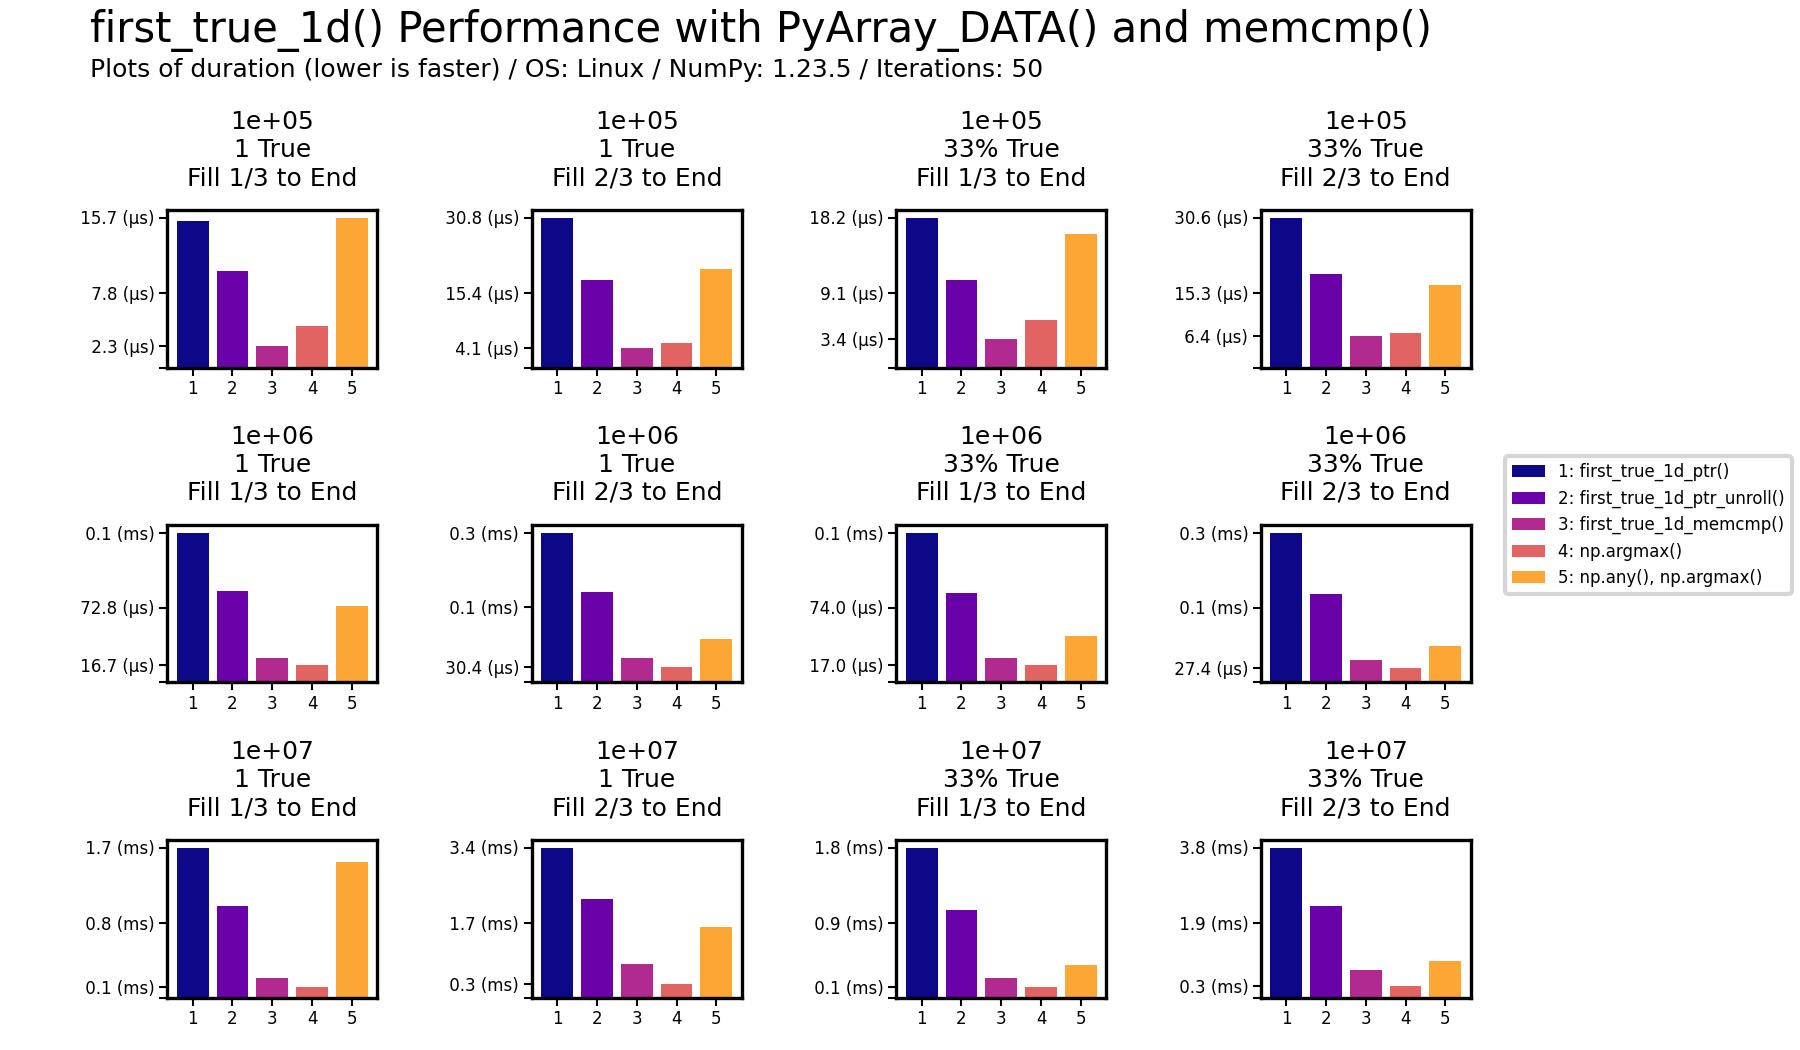 first_true_1d() Performance with PyArray_DATA() and memcmp()
Plots of duration (lower is faster) / OS: Linux / NumPy: 1.23.5 / Iterations: 50
1e+05
1 True
Fill 1/3 to End
15.7 (µs)
7.8 (µs)
2.3 (µs)
1 2 3 4 5
1e+05
1 True
Fill 2/3 to End
30.8 (µs)
15.4 (µs)
4.1 (µs)
1 2 3 4 5
1e+05
33% True
Fill 1/3 to End
18.2 (µs)
9.1 (µs)
3.4 (µs)
1 2 3 4 5
1e+05
33% True
Fill 2/3 to End
30.6 (µs)
15.3 (µs)
6.4 (µs)
1 2 3 4 5
1e+06
1 True
Fill 1/3 to End
0.1 (ms)
72.8 (µs)
16.7 (µs)
1 2 3 4 5
1e+06
1 True
Fill 2/3 to End
0.3 (ms)
0.1 (ms)
30.4 (µs)
1 2 3 4 5
1e+06
33% True
Fill 1/3 to End
0.1 (ms)
74.0 (µs)
17.0 (µs)
1 2 3 4 5
1e+06
33% True
Fill 2/3 to End
0.3 (ms)
0.1 (ms)
27.4 (µs)
1 2 3 4 5
1: first_true_1d_ptr()
2: first_true_1d_ptr_unroll()
3: first_true_1d_memcmp()
4: np.argmax()
5: np.any(), np.argmax()
1e+07
1 True
Fill 1/3 to End
1.7 (ms)
0.8 (ms)
0.1 (ms)
1 2 3 4 5
1e+07
1 True
Fill 2/3 to End
3.4 (ms)
1.7 (ms)
0.3 (ms)
1 2 3 4 5
1e+07
33% True
Fill 1/3 to End
1.8 (ms)
0.9 (ms)
0.1 (ms)
1 2 3 4 5
1e+07
33% True
Fill 2/3 to End
3.8 (ms)
1.9 (ms)
0.3 (ms)
1 2 3 4 5